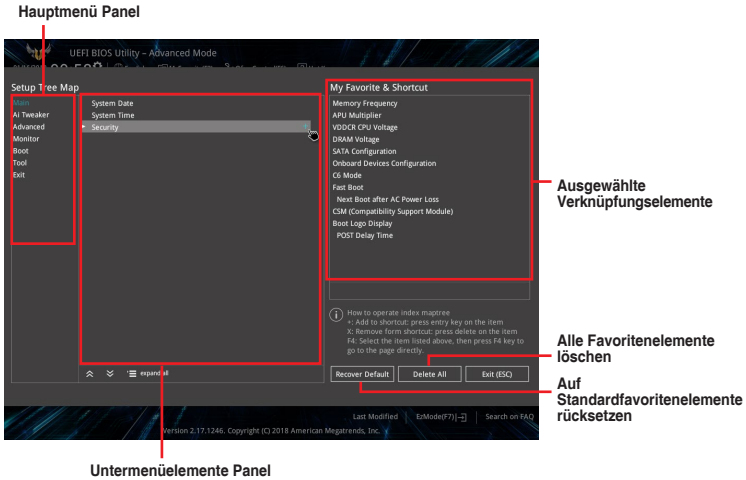 Hauptmenü Panel
UEFI BIOS Utility – Advanced Mode
Setup Tree Map
Main
Ai Tweaker
Advanced
Monitor
Boot
Tool
Exit
System Date
System Time
Security
expand all
My Favorite & Shortcut
Memory Frequency
APU Multiplier
VDDCR CPU Voltage
DRAM Voltage
SATA Configuration
Onboard Devices Configuration
C6 Mode
Fast Boot
Next Boot after AC Power Loss
CSM (Compatibility Support Module)
Boot Logo Display
POST Delay Time
How to operate index maptree
+: Add to shortcut: press entry key on the item
X: Remove form shortcut: press delete on the item
F4: Select the item listed above, then press F4 key to
go to the page directly.
Recover Default
Delete All
Exit (ESC)
Ausgewählte
Verknüpfungselemente
Alle Favoritenelemente
löschen
Auf
Standardfavoritenelemente
rücksetzen
Last Modified
EzMode(F7)
Search on FAQ
Version 2.17.1246. Copyright (C) 2018 American Megatrends, Inc.
Untermenüelemente Panel